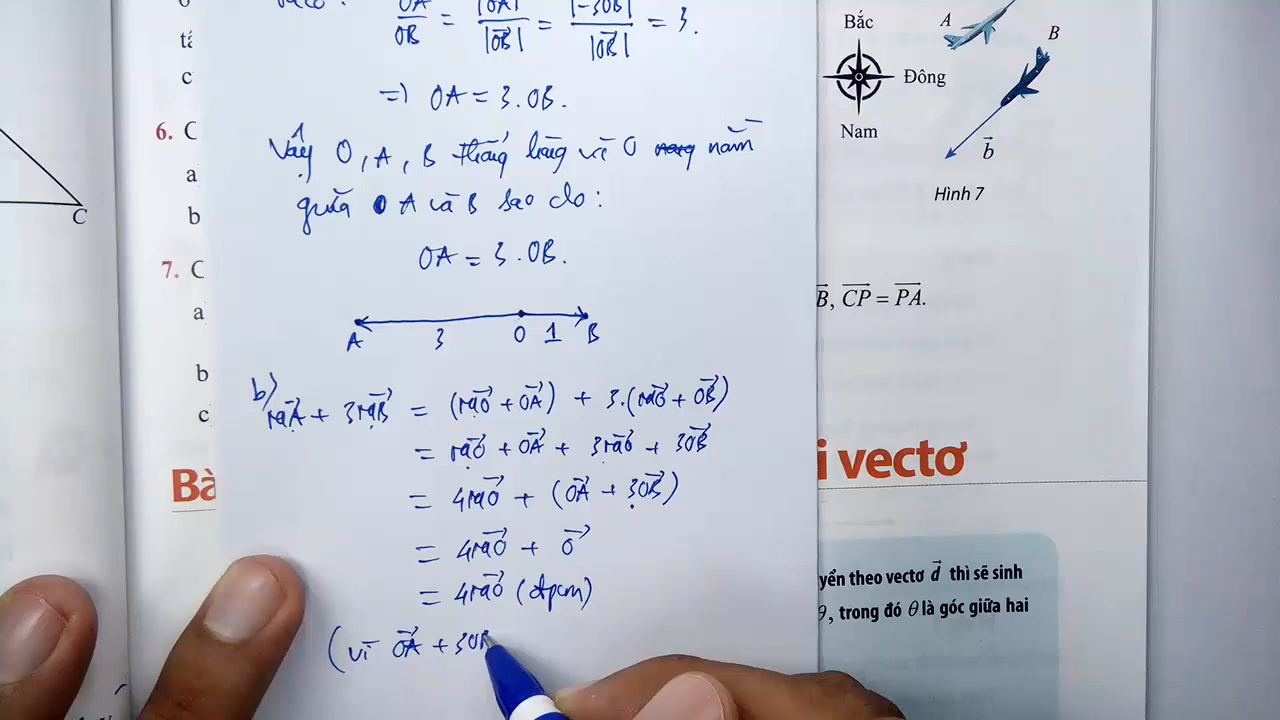 6. C
a
b
7. C
a
b
c
Bà
C
OA/OB = |OA|/|OB| = |-3OB|/|OB| = 3.
=) OA = 3.OB.
Vậy O, A, B thẳng hàng vì O nằm
giữa A và B sao cho:
OA = 3.OB.
A 3 O 1 B
b) MA⃗ + 3MB⃗ = (MO⃗ + OA⃗) + 3.(MO⃗ + OB⃗)
= MO⃗ + OA⃗ + 3MO⃗ + 3OB⃗
= 4MO⃗ + (OA⃗ + 3OB⃗)
= 4MO⃗ + 0⃗
= 4MO⃗ (đpcm)
(vì OA⃗ + 3OB
Bắc
Đông
Nam
A
B
b⃗
Hình 7
B⃗, CP⃗ = PA⃗.
i vectơ
yển theo vectơ d⃗ thì sẽ sinh
θ, trong đó θ là góc giữa hai